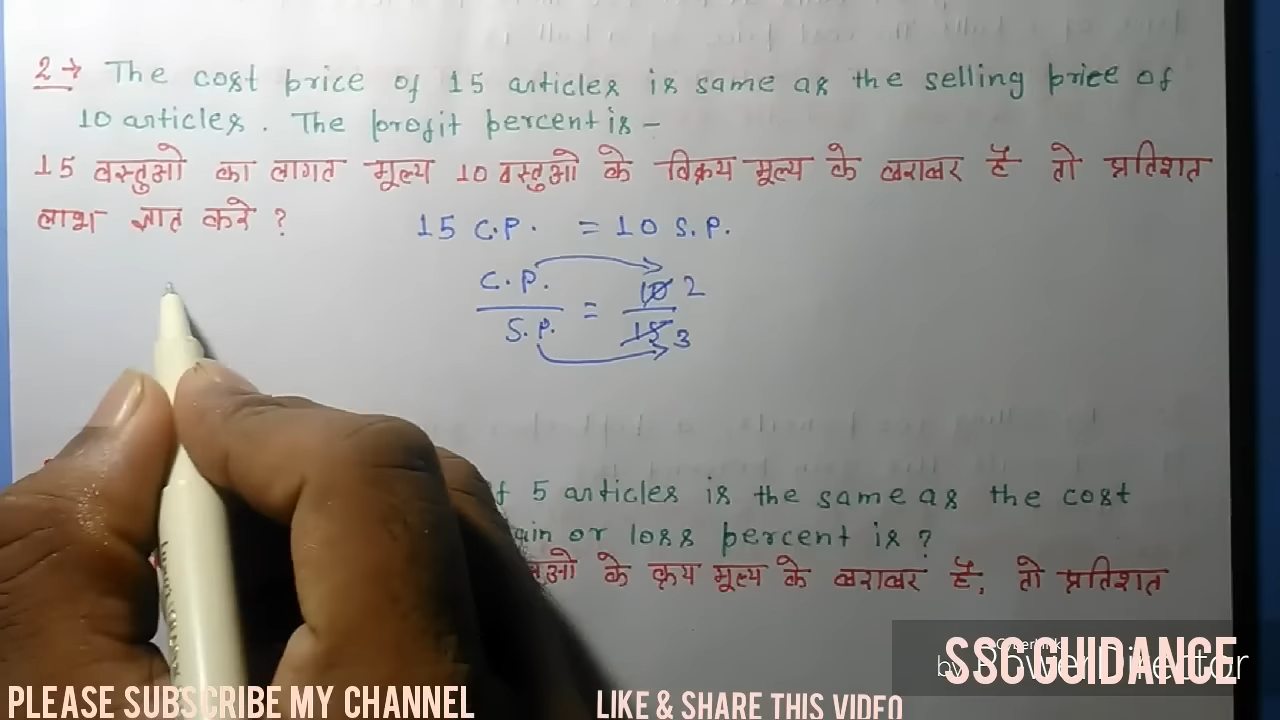 2→ The cost price of 15 articles is same as the selling price of
10 articles. The profit percent is –
15 वस्तुओ का लागत मूल्य 10 वस्तुओ के विक्रय मूल्य के बराबर है तो प्रतिशत
लाभ ज्ञात करे ?
15 C.P. = 10 S.P.
C.P. / S.P. = 10 2 / 15 3
5 articles is the same as the cost
or loss percent is ?
के क्रय मूल्य के बराबर है, तो प्रतिशत
SSC GUIDANCE
by PowerDirector
PLEASE SUBSCRIBE MY CHANNEL
LIKE & SHARE THIS VIDEO